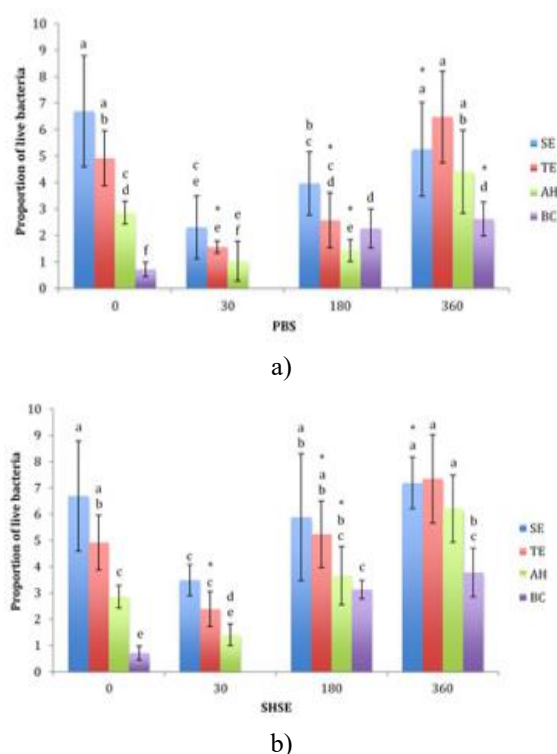 10
a
a
9
*
a
8
a
b
a
b
b
*
7
c
c
c
6
d
*
d
d
5
c
*
*
d
e
e
4
e
f
e
3
f
2
1
0
0
30
180
360
PBS
Proportion of live bacteria
SE
TE
AH
BC
a)
10
a
a
*
a
9
a
b
*
a
a
8
b
a
b
*
b
c
7
c
*
b
c
6
c
d
c
c
5
e
e
4
3
2
1
0
0
30
180
360
SHSE
Proportion of live bacteria
SE
TE
AH
BC
b)